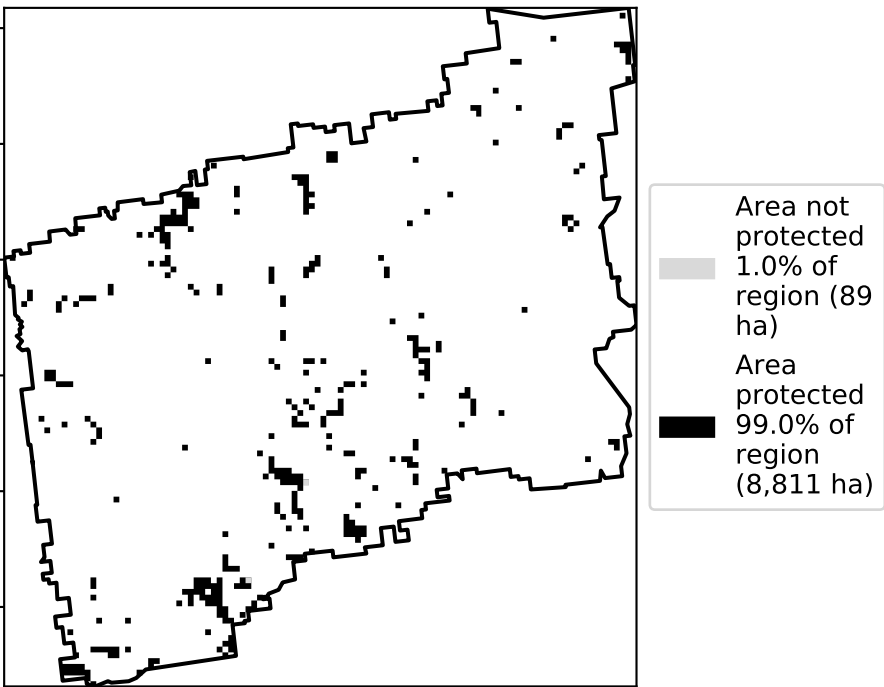 Area not
protected
1.0% of
region (89
ha)
Area
protected
99.0% of
region
(8,811 ha)